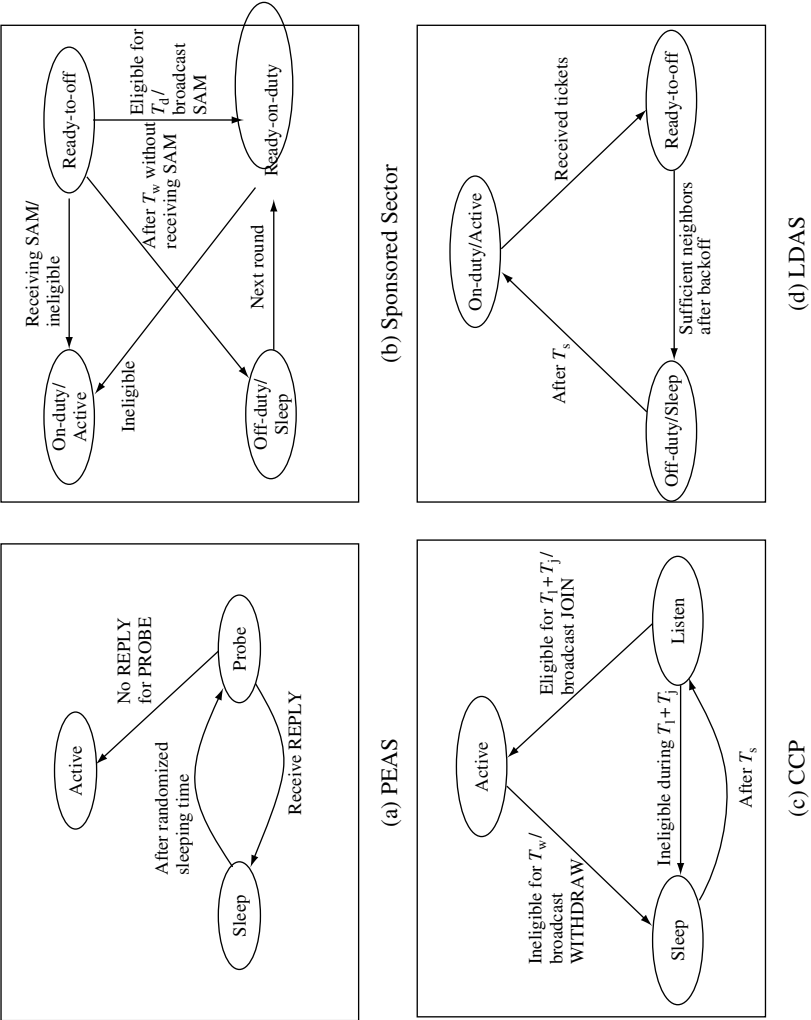 Active
No REPLY
for PROBE
Probe
After randomized
sleeping time
Receive REPLY
Sleep
(a) PEAS
On-duty/
Active
Receiving SAM/
ineligible
Ready-to-off
Eligible for
T_d/
broadcast
SAM
After T_w without
receiving SAM
Ineligible
Off-duty/
Sleep
Next round
Ready-on-duty
(b) Sponsored Sector
Active
Eligible for T_l + T_j/
broadcast JOIN
Listen
Ineligible for T_w/
broadcast
WITHDRAW
Ineligible during T_l + T_j
Sleep
After T_s
(c) CCP
On-duty/Active
Received tickets
Ready-to-off
After T_s
Sufficient neighbors
after backoff
Off-duty/Sleep
(d) LDAS